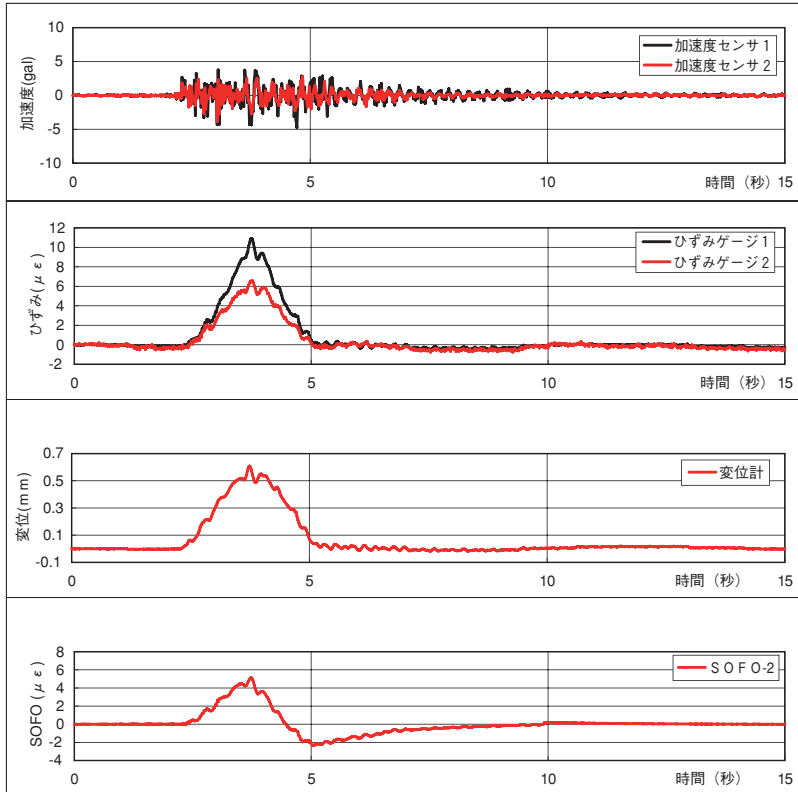 加速度(gal)
10
5
0
-5
-10
加速度センサ1
加速度センサ2
0
5
10
時間（秒）
15
ひずみ(με)
12
10
8
6
4
2
0
-2
ひずみゲージ1
ひずみゲージ2
0
5
10
時間（秒）
15
変位(mm)
0.7
0.5
0.3
0.1
-0.1
変位計
0
5
10
時間（秒）
15
SOFO(με)
8
6
4
2
0
-2
-4
ＳＯＦＯ-2
0
5
10
時間（秒）
15